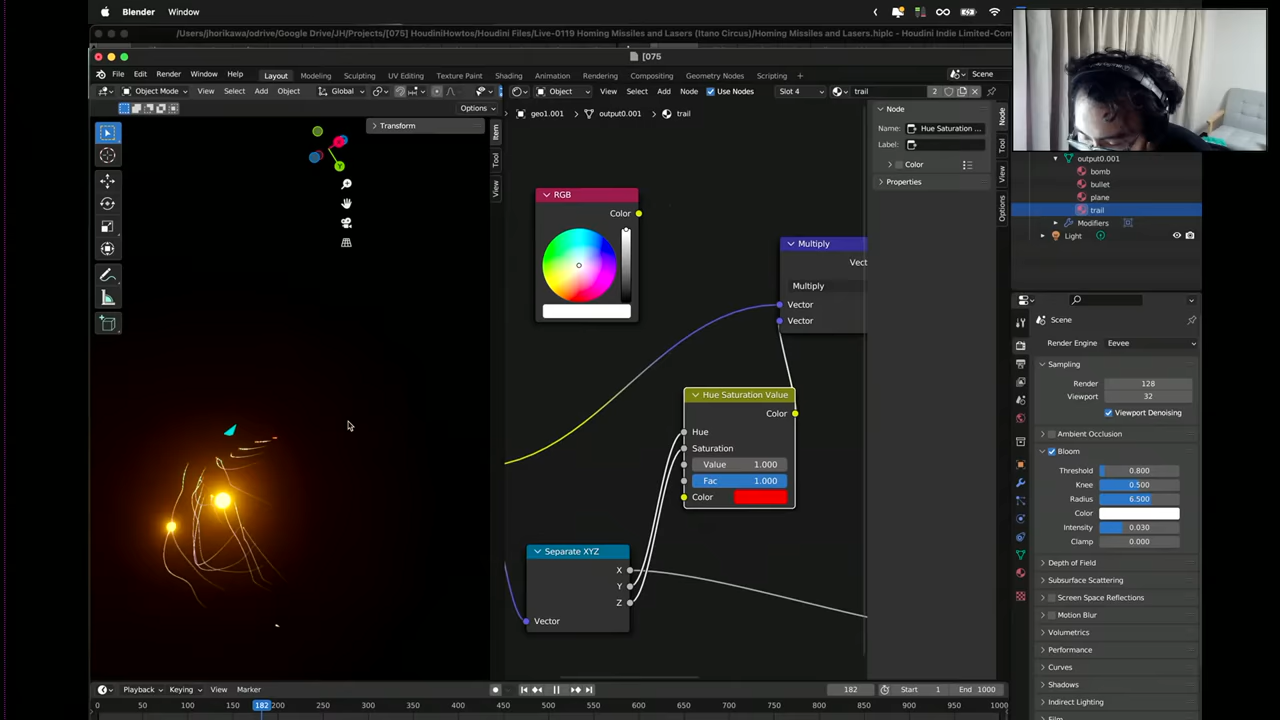 Blender Window
/Users/jhorikawa/odrive/Google Drive/JH/Projects/[075] HoudiniHowtos/Houdini Files/Live-0119 Homing Missiles and Lasers (Itano Circus)/Homing Missiles and Lasers.hiplc - Houdini Indie Limited-Com
[075
File Edit Render Window Help Layout Modeling Sculpting UV Editing Texture Paint Shading Animation Rendering Compositing Geometry Nodes Scripting + Scene
Object Mode View Select Add Object Global Object View Select Add Node Use Nodes Slot 4 trail 2
Options
geo1.001 > output0.001 > trail
Transform
Item
Tool
View
Node
Name: Hue Saturation ...
Label:
Color
Properties
Node
Tool
View
Options
output0.001
bomb
bullet
plane
trail
Modifiers
Light
RGB
Color
Multiply
Vect
Multiply
Vector
Vector
Hue Saturation Value
Color
Hue
Saturation
Value 1.000
Fac 1.000
Color
Separate XYZ
X
Y
Z
Vector
Scene
Render Engine Eevee
Sampling
Render 128
Viewport 32
Viewport Denoising
Ambient Occlusion
Bloom
Threshold 0.800
Knee 0.500
Radius 6.500
Color
Intensity 0.030
Clamp 0.000
Depth of Field
Subsurface Scattering
Screen Space Reflections
Motion Blur
Volumetrics
Performance
Curves
Shadows
Indirect Lighting
Film
Playback Keying View Marker 182 Start 1 End 1000
0 50 100 150 182 200 250 300 350 400 450 500 550 600 650 700 750 800 850 900 950 1000